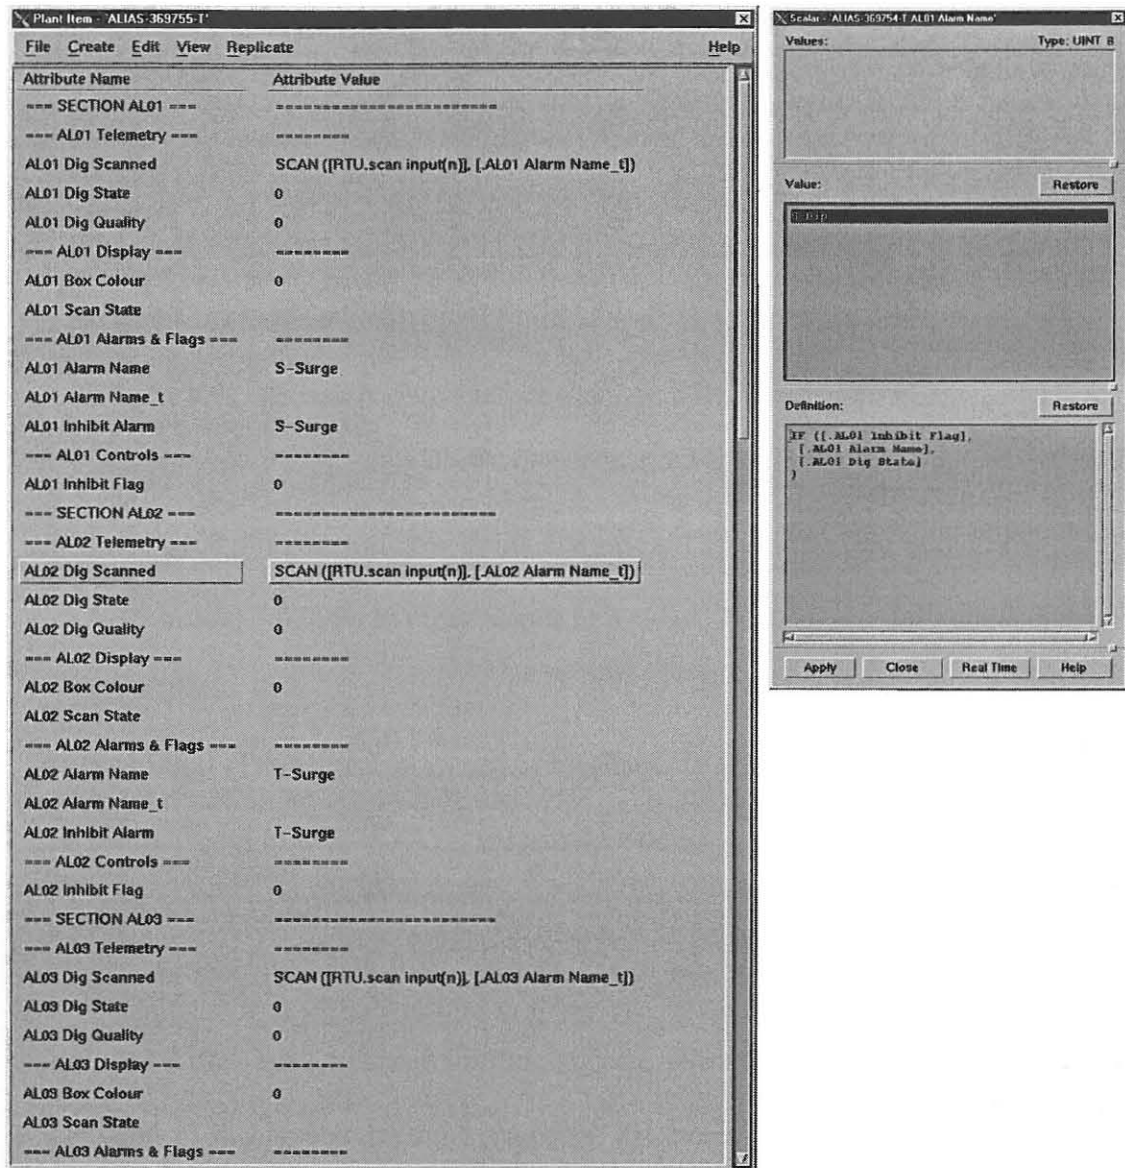 Plant Item - 'ALIAS-369755-T'
File Create Edit View Replicate Help
Attribute Name Attribute Value
=== SECTION AL01 === ========================
=== AL01 Telemetry === ========
AL01 Dig Scanned SCAN ([RTU.scan input(n)], [.AL01 Alarm Name_t])
AL01 Dig State 0
AL01 Dig Quality 0
=== AL01 Display === ========
AL01 Box Colour 0
AL01 Scan State
=== AL01 Alarms & Flags === ========
AL01 Alarm Name S-Surge
AL01 Alarm Name_t
AL01 Inhibit Alarm S-Surge
=== AL01 Controls === ========
AL01 Inhibit Flag 0
=== SECTION AL02 === ========================
=== AL02 Telemetry === ========
AL02 Dig Scanned SCAN ([RTU.scan input(n)], [.AL02 Alarm Name_t])
AL02 Dig State 0
AL02 Dig Quality 0
=== AL02 Display === ========
AL02 Box Colour 0
AL02 Scan State
=== AL02 Alarms & Flags === ========
AL02 Alarm Name T-Surge
AL02 Alarm Name_t
AL02 Inhibit Alarm T-Surge
=== AL02 Controls === ========
AL02 Inhibit Flag 0
=== SECTION AL03 === ========================
=== AL03 Telemetry === ========
AL03 Dig Scanned SCAN ([RTU.scan input(n)], [.AL03 Alarm Name_t])
AL03 Dig State 0
AL03 Dig Quality 0
=== AL03 Display === ========
AL03 Box Colour 0
AL03 Scan State
=== AL03 Alarms & Flags === ========
Scalar - 'ALIAS-369754-T AL01 Alarm Name'
Values: Type: UINT 8
Value: Restore
Definition: Restore
IF ([.AL01 Inhibit Flag],
[.AL01 Alarm Name],
[.AL01 Dig State]
)
Apply Close Real Time Help